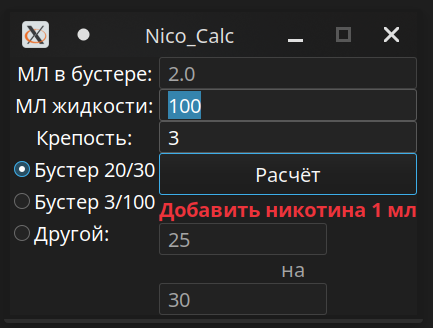 Nico_Calc
МЛ в бустере: 2.0
МЛ жидкости: 100
Крепость: 3
Бустер 20/30 Расчёт
Бустер 3/100 Добавить никотина 1 мл
Другой: 25
на
30